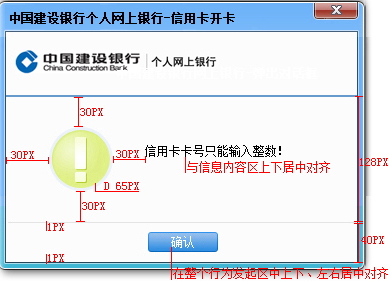 中国建设银行个人网上银行-信用卡开卡
中国建设银行 个人网上银行
China Construction Bank
30PX
信用卡卡号只能输入整数!
30PX 30PX 128PX
与信息内容区上下居中对齐
D 65PX
30PX
1PX
确认 40PX
1PX
在整个行为发起区中上下、左右居中对齐